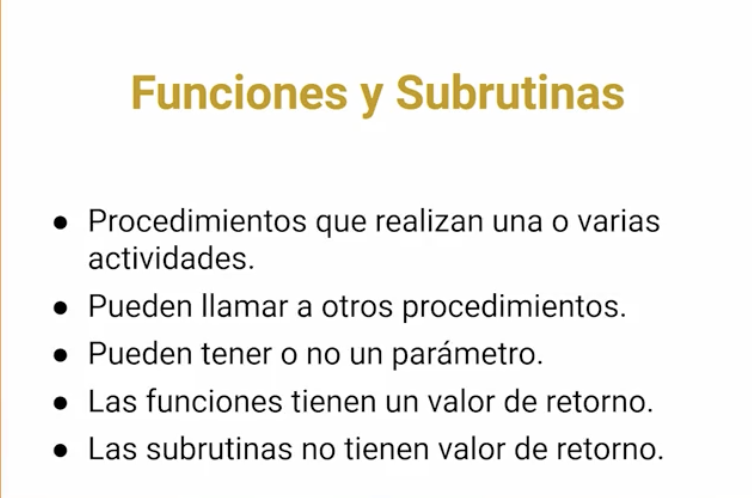 Funciones y Subrutinas
● Procedimientos que realizan una o varias
actividades.
● Pueden llamar a otros procedimientos.
● Pueden tener o no un parámetro.
● Las funciones tienen un valor de retorno.
● Las subrutinas no tienen valor de retorno.